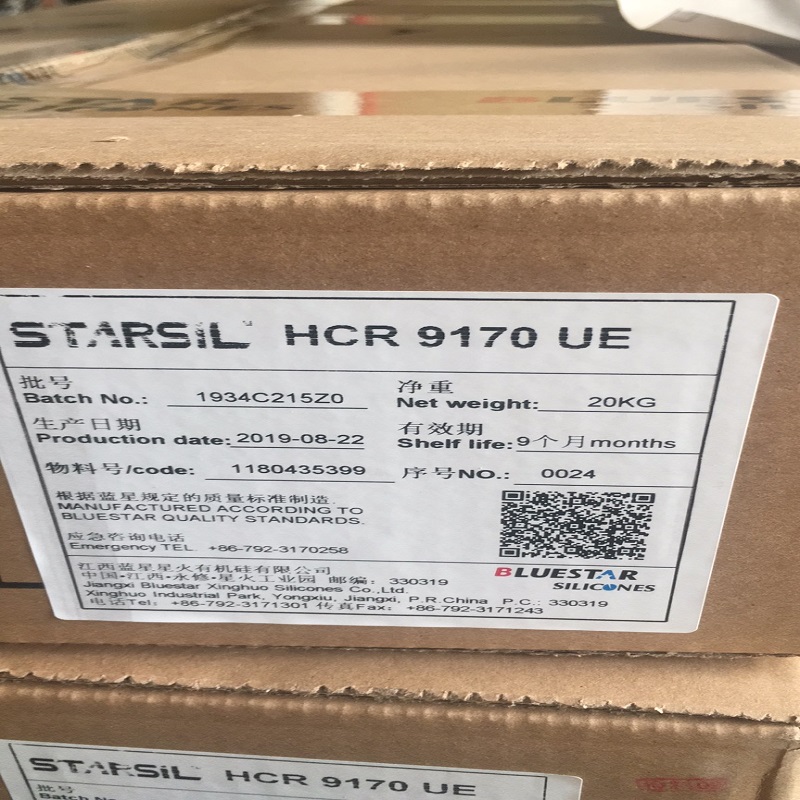 STARSiL HCR 9170 UE
批号
Batch No.: 1934C215Z0
净重
Net weight: 20KG
生产日期
Production date: 2019-08-22
有效期
Shelf life: 9个月months
物料号/code: 1180435399
序号NO.: 0024
根据蓝星规定的质量标准制造.
MANUFACTURED ACCORDING TO
BLUESTAR QUALITY STANDARDS.
应急咨询电话
Emergency TEL. +86-792-3170258
江西蓝星星火有机硅有限公司
中国·江西·永修·星火工业园 邮编: 330319
Jiangxi Bluestar Xinghuo Silicones Co.,Ltd.
Xinghuo Industrial Park, Yongxiu, Jiangxi, P.R.China P.C.: 330319
电话Tel: +86-792-3171301 传真Fax: +86-792-3171243
BLUESTAR
SILICONES
STARSiL HCR 9170 UE
批号
Batch No